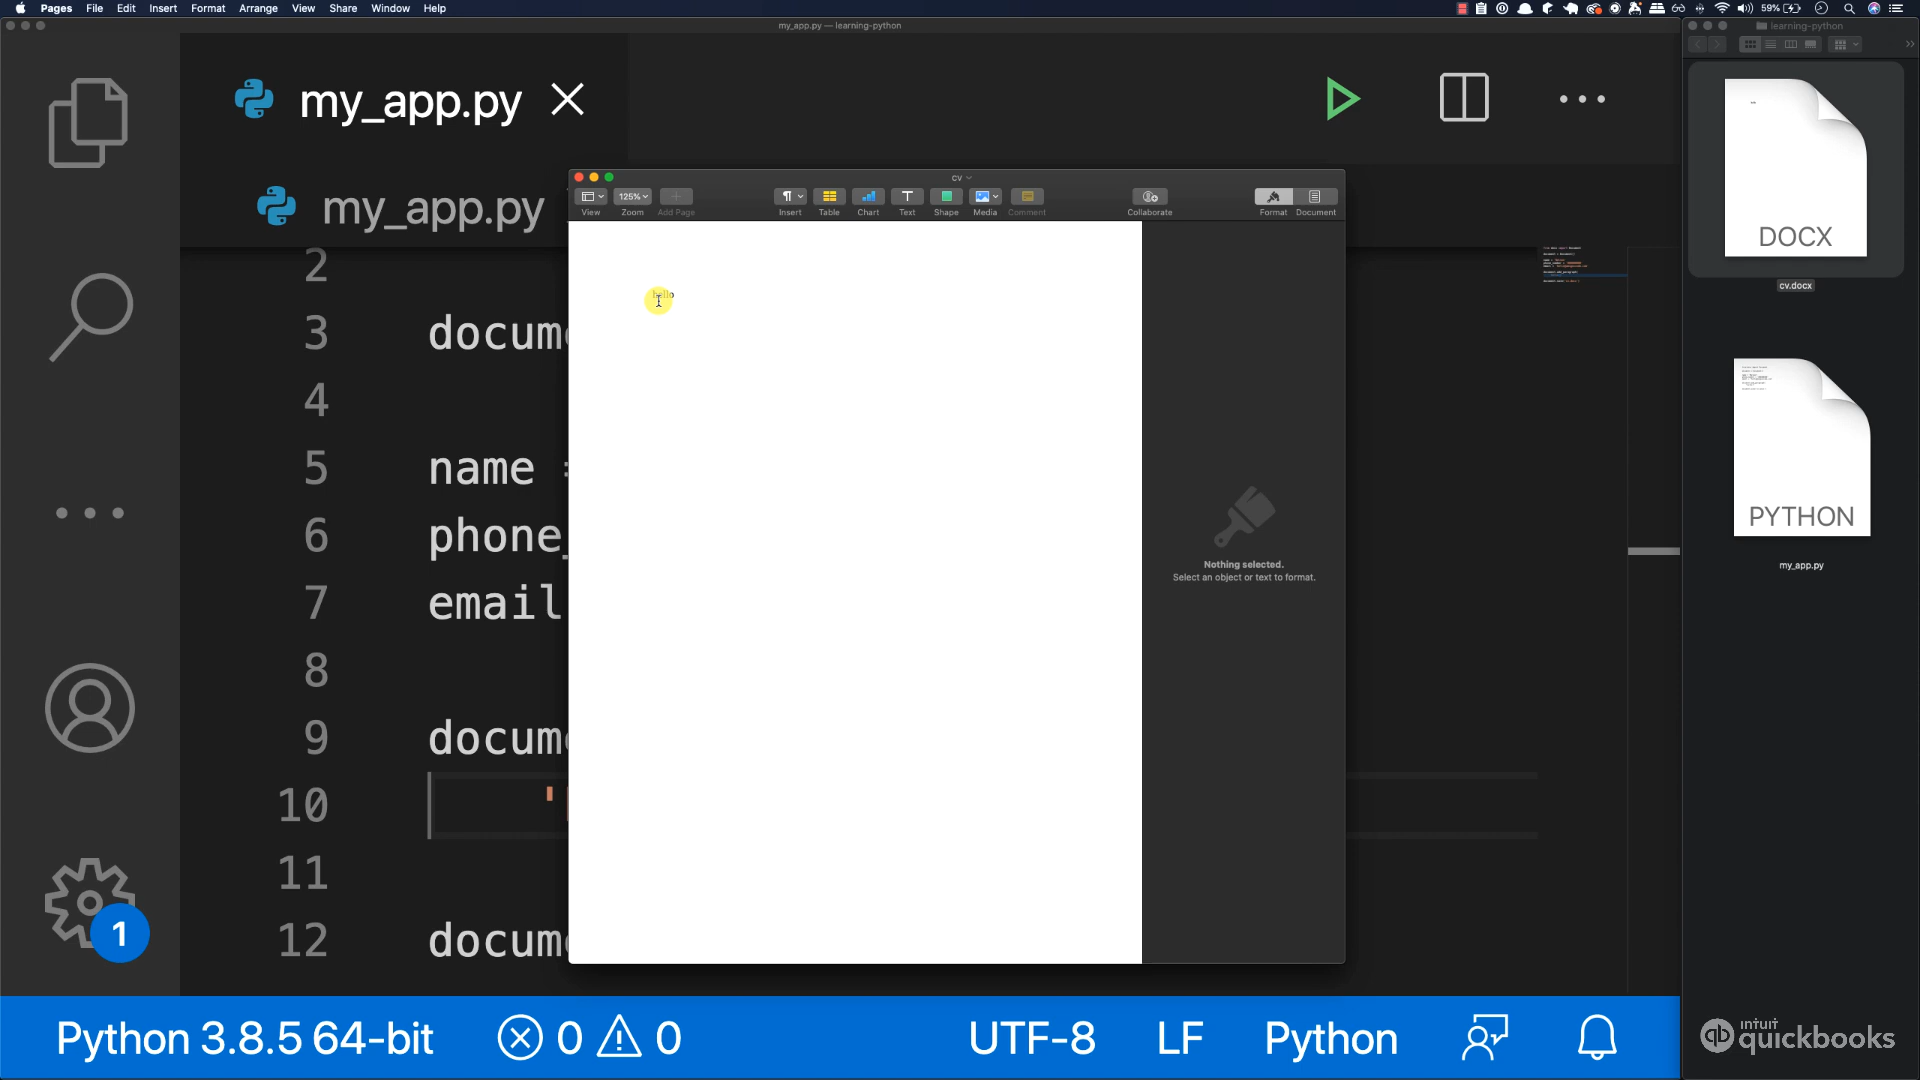 Pages File Edit Insert Format Arrange View Share Window Help
59%
my_app.py — learning-python
learning-python
my_app.py
my_app.py
cv
125%
View Zoom Add Page Insert Table Chart Text Shape Media Comment Collaborate Format Document
hello
2
3 docum
4
5 name =
6 phone_
7 email
8
9 docum
10 '
11
12 docum
Nothing selected.
Select an object or text to format.
DOCX
cv.docx
PYTHON
my_app.py
Python 3.8.5 64-bit 0 0 UTF-8 LF Python
1
intuit
qb quickbooks